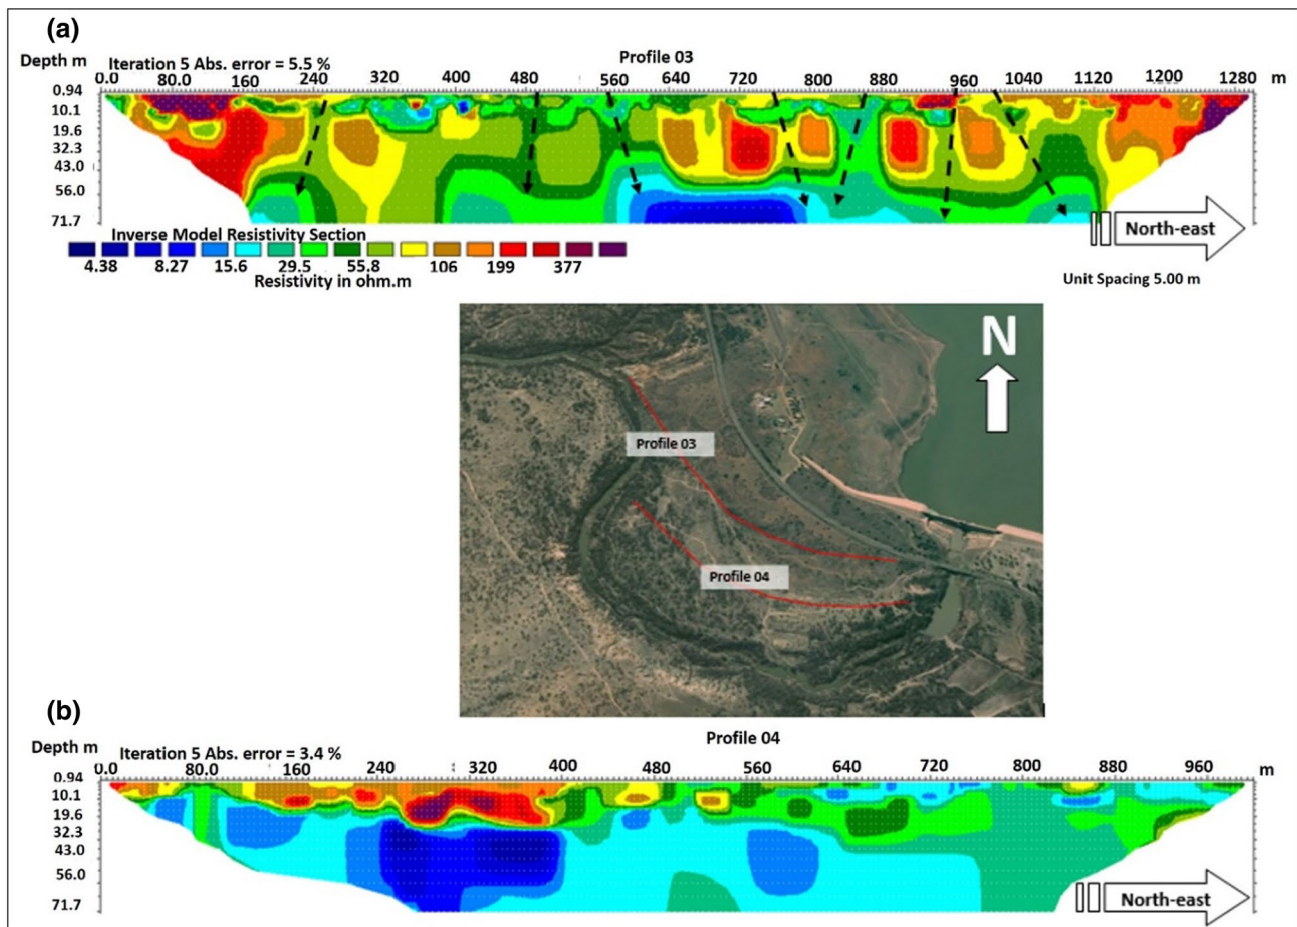 (a)
Depth m
Iteration 5 Abs. error = 5.5 %
Profile 03
0.0 80.0 160 240 320 400 480 560 640 720 800 880 960 1040 1120 1200 1280 m
0.94
10.1
19.6
32.3
43.0
56.0
71.7
North-east
Inverse Model Resistivity Section
4.38 8.27 15.6 29.5 55.8 106 199 377
Resistivity in ohm.m
Unit Spacing 5.00 m
N
Profile 03
Profile 04
(b)
Depth m
Iteration 5 Abs. error = 3.4 %
Profile 04
0.0 80.0 160 240 320 400 480 560 640 720 800 880 960 m
0.94
10.1
19.6
32.3
43.0
56.0
71.7
North-east